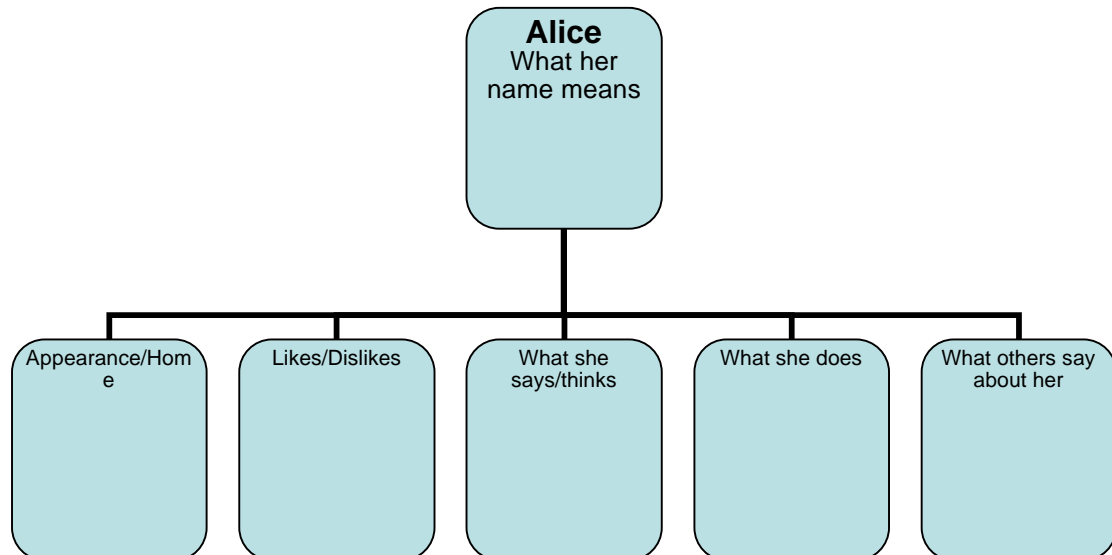 Alice
What her
name means
Appearance/Hom
e
Likes/Dislikes
What she
says/thinks
What she does
What others say
about her